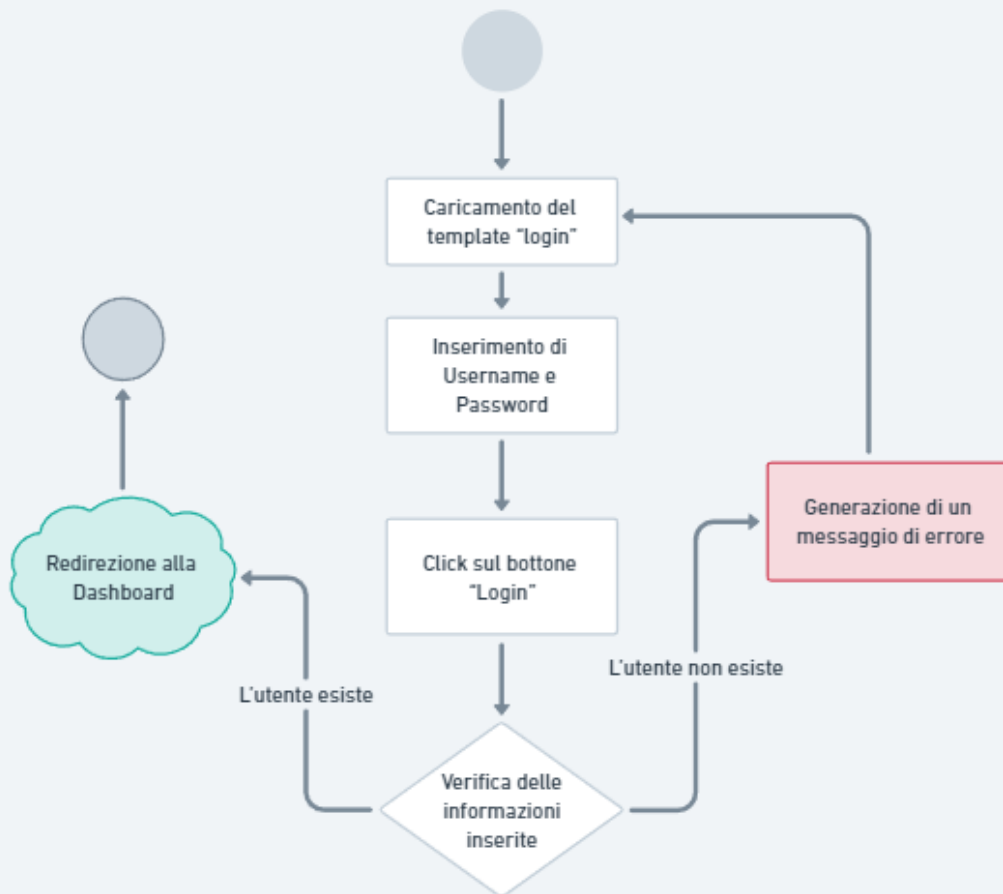 Caricamento del
template “login”
Inserimento di
Username e
Password
Generazione di un
messaggio di errore
Redirezione alla
Dashboard
Click sul bottone
“Login”
L'utente esiste
L'utente non esiste
Verifica delle
informazioni
inserite